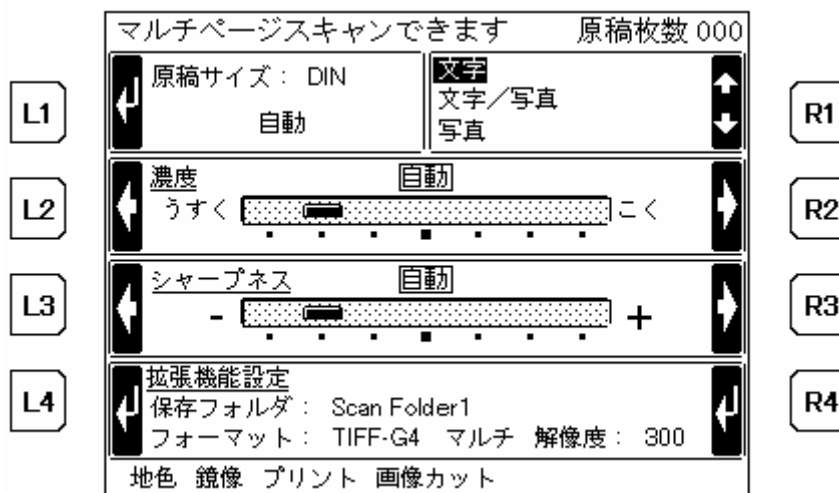 マルチページスキャンできます 原稿枚数 000
L1
原稿サイズ： DIN
自動
文字
文字／写真
写真
R1
L2
濃度 自動
うすく こく
R2
L3
シャープネス 自動
- +
R3
L4
拡張機能設定
保存フォルダ： Scan Folder1
フォーマット： TIFF-G4 マルチ 解像度： 300
R4
地色 鏡像 プリント 画像カット